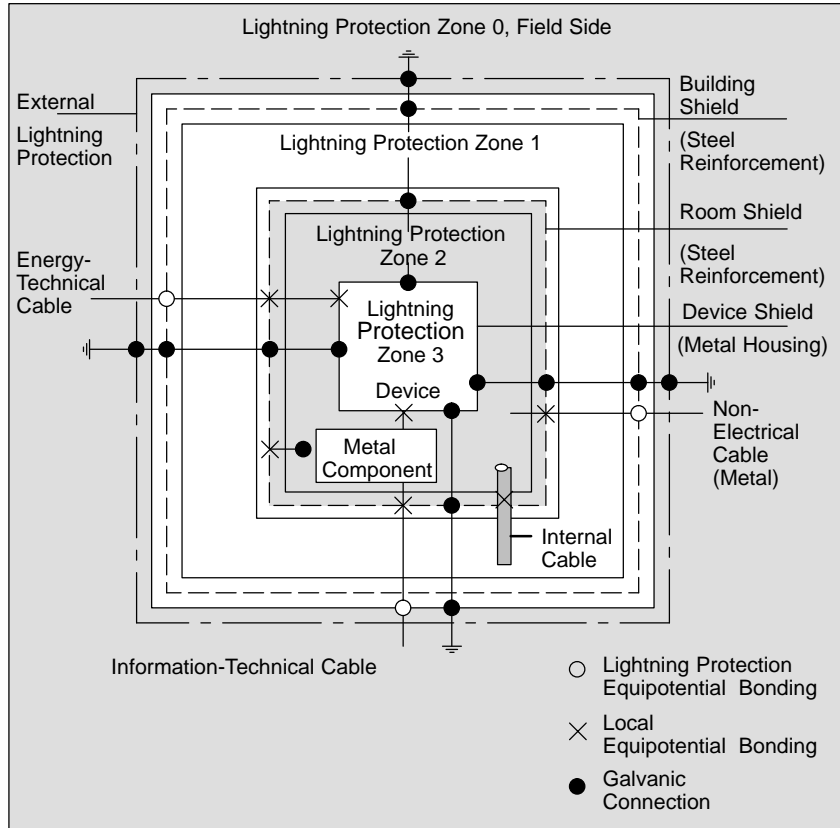 Lightning Protection Zone 0, Field Side
External
Lightning
Protection
Building
Shield
(Steel
Reinforcement)
Lightning Protection Zone 1
Room Shield
(Steel
Reinforcement)
Lightning Protection
Zone 2
Energy-
Technical
Cable
Lightning
Protection
Zone 3
Device
Device Shield
(Metal Housing)
Metal
Component
Non-
Electrical
Cable
(Metal)
Internal
Cable
Information-Technical Cable
Lightning Protection
Equipotential Bonding
Local
Equipotential Bonding
Galvanic
Connection